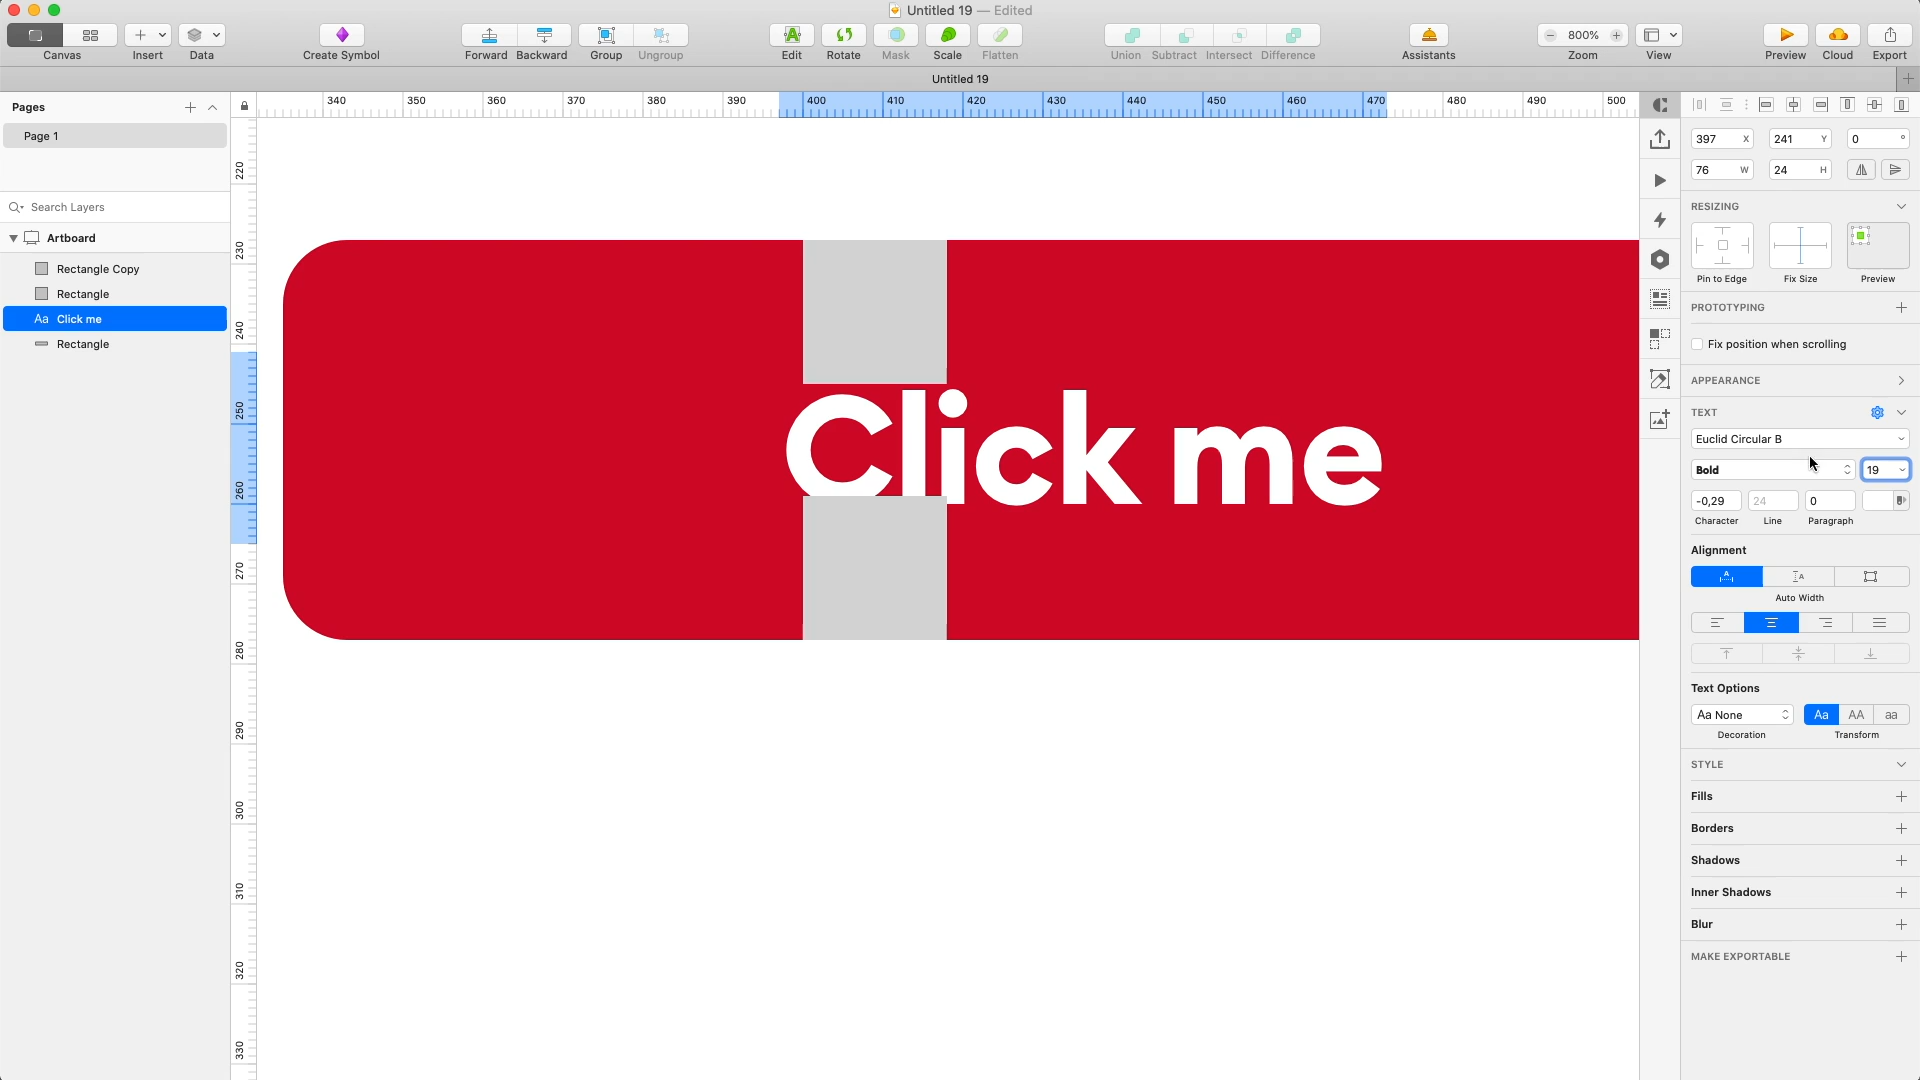 Untitled 19 — Edited
Canvas
Insert
Data
Create Symbol
Forward
Backward
Group
Ungroup
Edit
Rotate
Mask
Scale
Flatten
Union
Subtract
Intersect
Difference
Assistants
800%
Zoom
View
Preview
Cloud
Export
Untitled 19
Pages
Page 1
Search Layers
Artboard
Rectangle Copy
Rectangle
Aa Click me
Rectangle
340 350 360 370 380 390 400 410 420 430 440 450 460 470 480 490 500
220
230
240
250
260
270
280
290
300
310
320
330
Click me
397 X 241 Y 0 °
76 W 24 H
RESIZING
Pin to Edge Fix Size Preview
PROTOTYPING
Fix position when scrolling
APPEARANCE
TEXT
Euclid Circular B
Bold 19
-0,29 24 0
Character Line Paragraph
Alignment
Auto Width
Text Options
Aa None Aa AA aa
Decoration Transform
STYLE
Fills
Borders
Shadows
Inner Shadows
Blur
MAKE EXPORTABLE